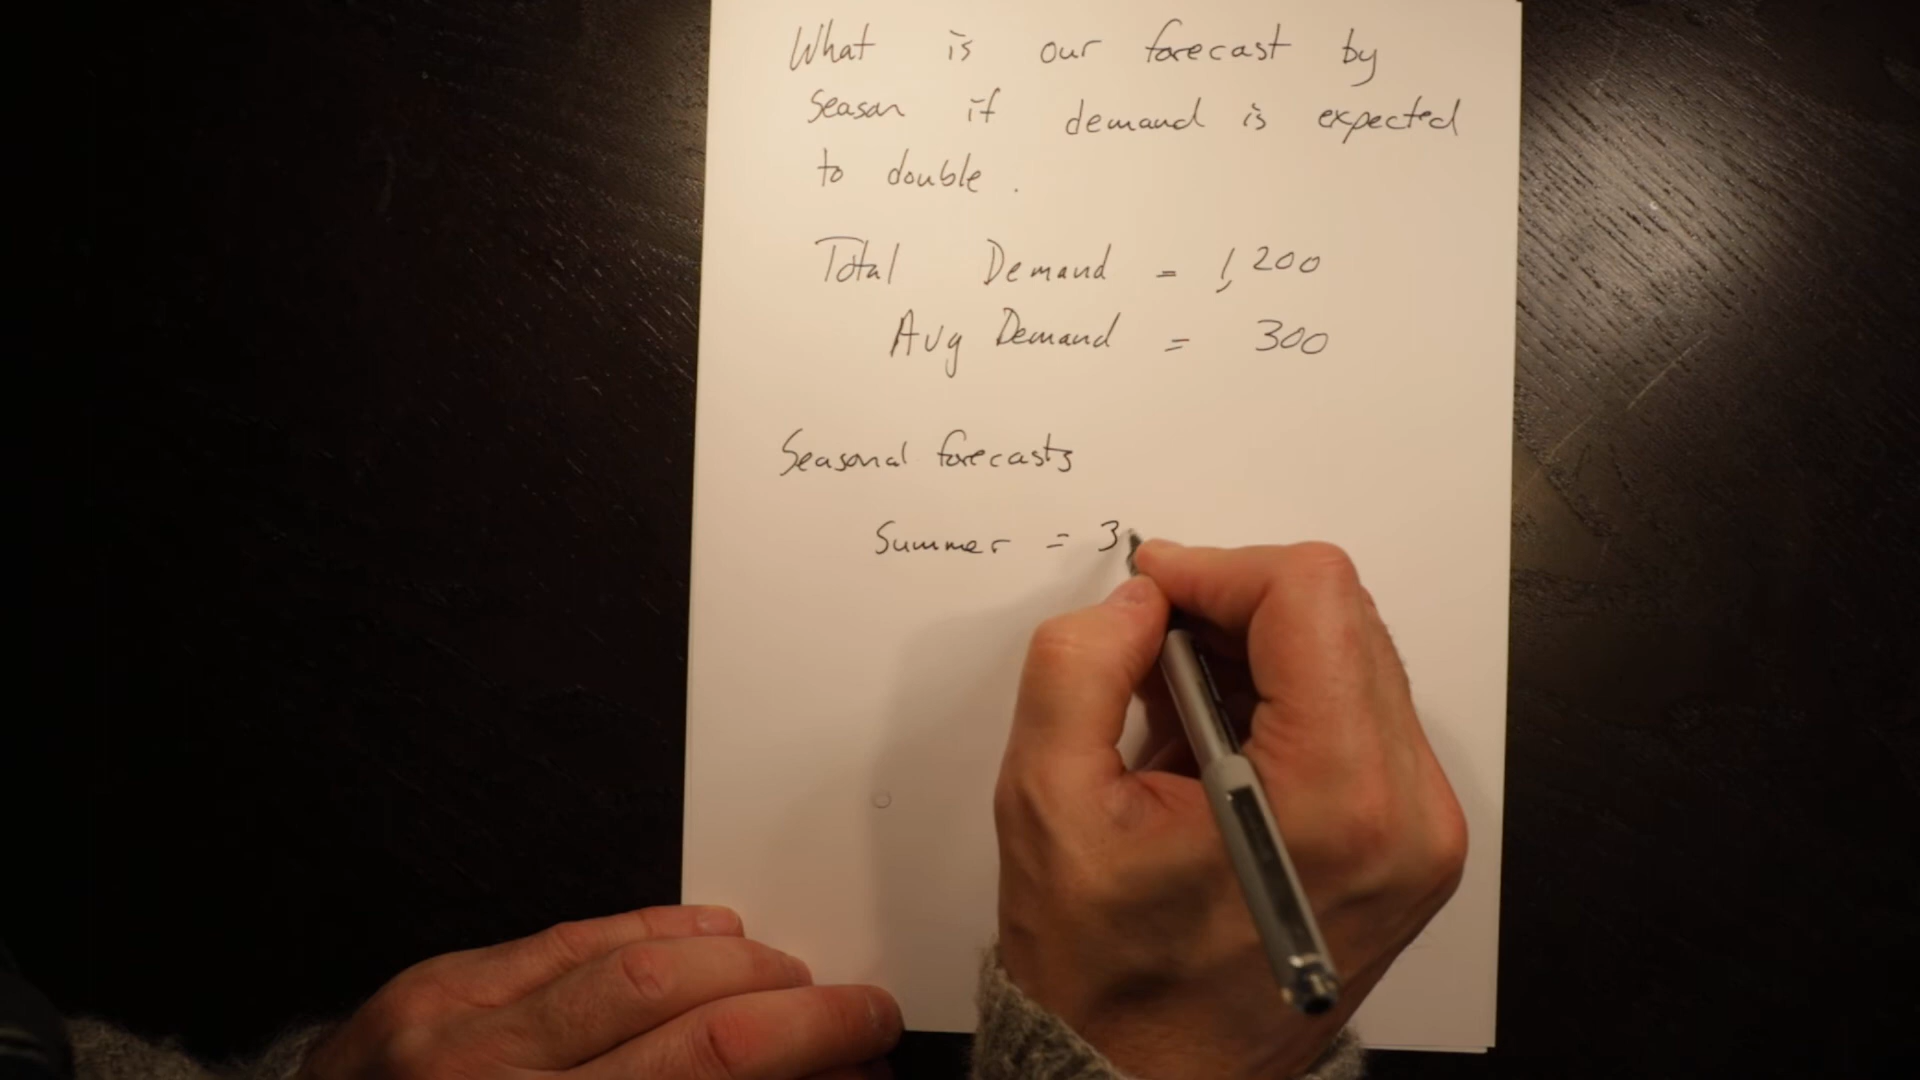 What is our forecast by
season if demand is expected
to double.
Total Demand = 1,200
Avg Demand = 300
Seasonal forecasts
Summer = 3